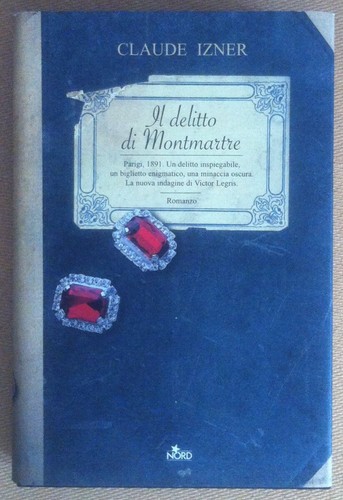 CLAUDE IZNER
Il delitto
di Montmartre
Parigi, 1891. Un delitto inspiegabile,
un biglietto enigmatico, una minaccia oscura.
La nuova indagine di Victor Legris.
Romanzo
NORD